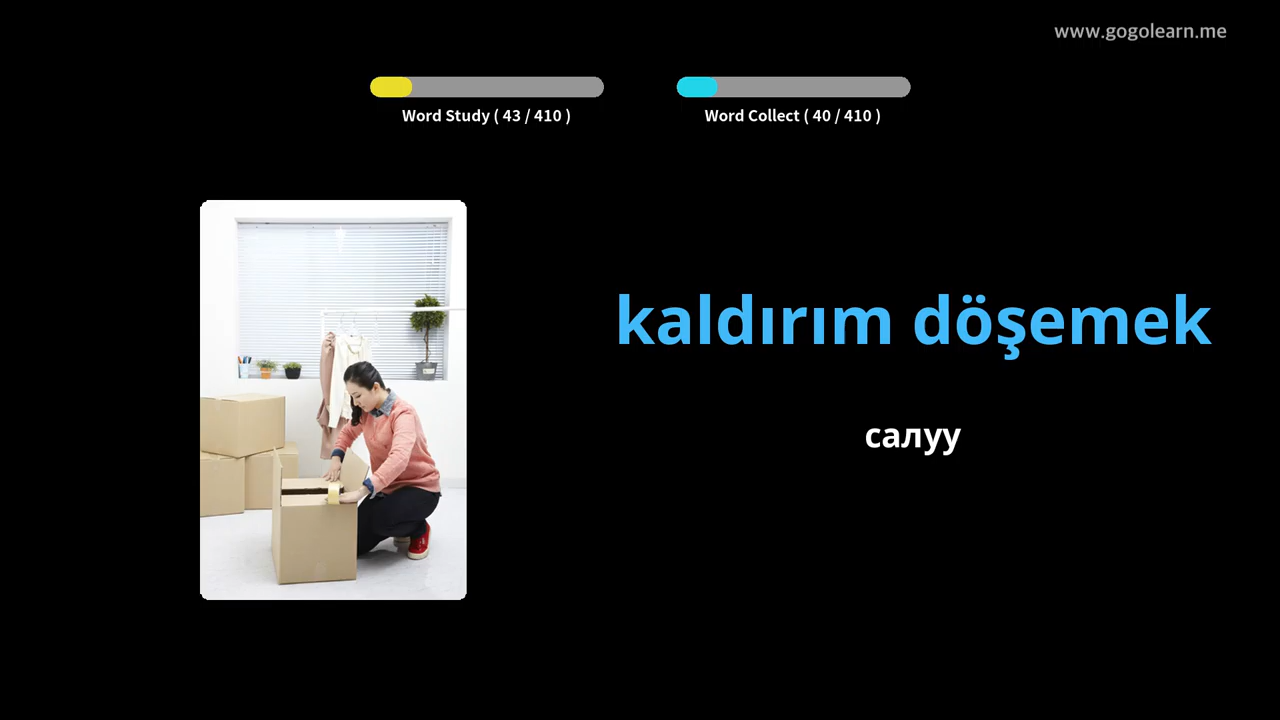 www.gogolearn.me
Word Study ( 43 / 410 )
Word Collect ( 40 / 410 )
kaldırım döşemek
салуу